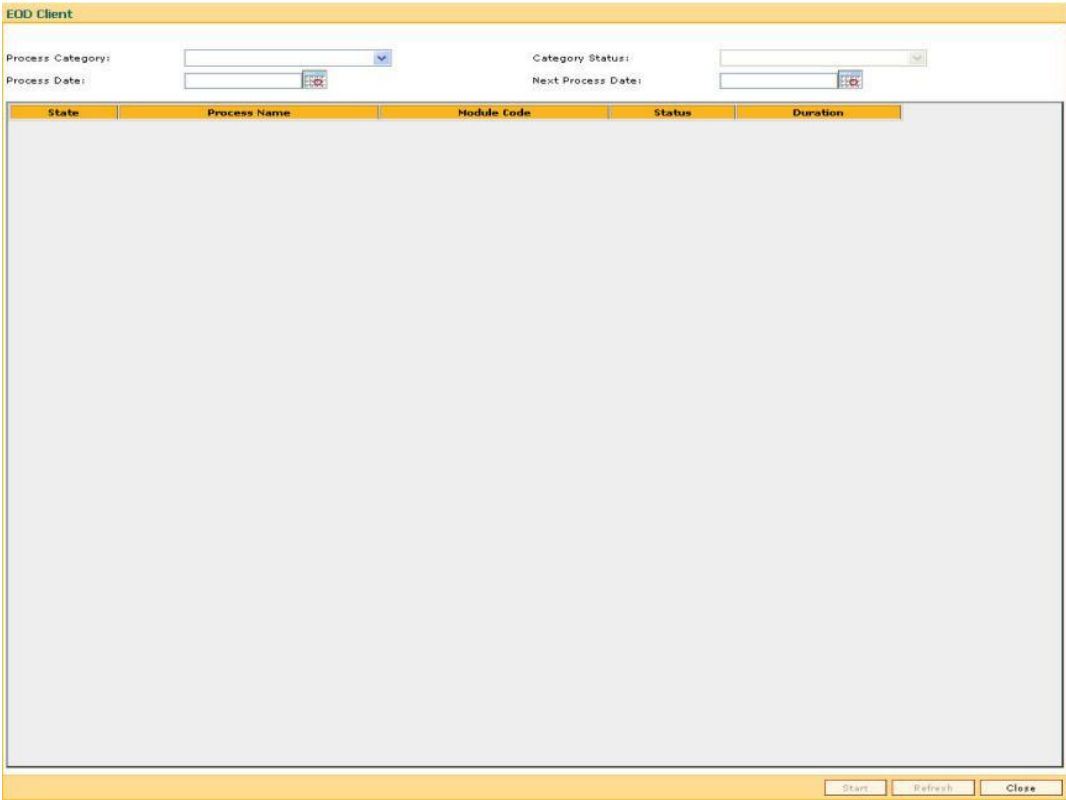 EOD Client
Process Category: Category Status:
Process Date: Next Process Date:
State Process Name Module Code Status Duration
Start Refresh Close